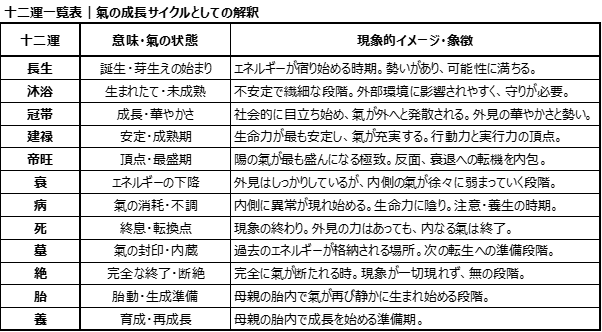 十二運一覧表｜氣の成長サイクルとしての解釈
十二運 意味・氣の状態 現象的イメージ・象徴
長生 誕生・芽生えの始まり エネルギーが宿り始める時期。勢いがあり、可能性に満ちる。
沐浴 生まれたて・未成熟 不安定で繊細な段階。外部環境に影響されやすく、守りが必要。
冠帯 成長・華やかさ 社会的に目立ち始め、氣が外へと発散される。外見の華やかさと勢い。
建禄 安定・成熟期 生命力が最も安定し、氣が充実する。行動力と実行力の頂点。
帝旺 頂点・最盛期 陽の氣が最も盛んになる極致。反面、衰退への転機を内包。
衰 エネルギーの下降 外見はしっかりしているが、内側の氣が徐々に弱まっていく段階。
病 氣の消耗・不調 内側に異常が現れ始める。生命力に陰り。注意・養生の時期。
死 終息・転換点 現象の終わり。外見の力はあっても、内なる氣は終了。
墓 氣の封印・内蔵 過去のエネルギーが格納される場所。次の転生への準備段階。
絶 完全な終了・断絶 完全に氣が断たれる時。現象が一切現れず、無の段階。
胎 胎動・生成準備 母親の胎内で氣が再び静かに生まれ始める段階。
養 育成・再成長 母親の胎内で成長を始める準備期。